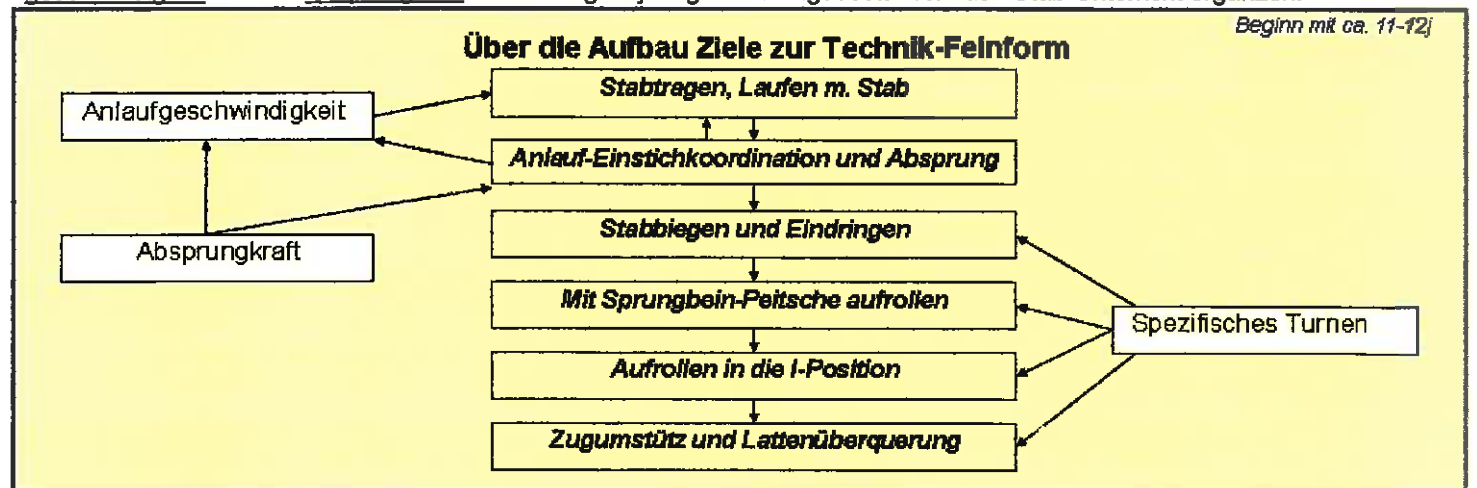 Beginn mit ca. 11-12j
Über die Aufbau Ziele zur Technik-Feinform
Stabtragen, Laufen m. Stab
Anlaufgeschwindigkeit
Anlauf-Einstichkoordination und Absprung
Stabbiegen und Eindringen
Absprungkraft
Mit Sprungbein-Peitsche aufrollen
Spezifisches Turnen
Aufrollen in die I-Position
Zugumstütz und Lattenüberquerung